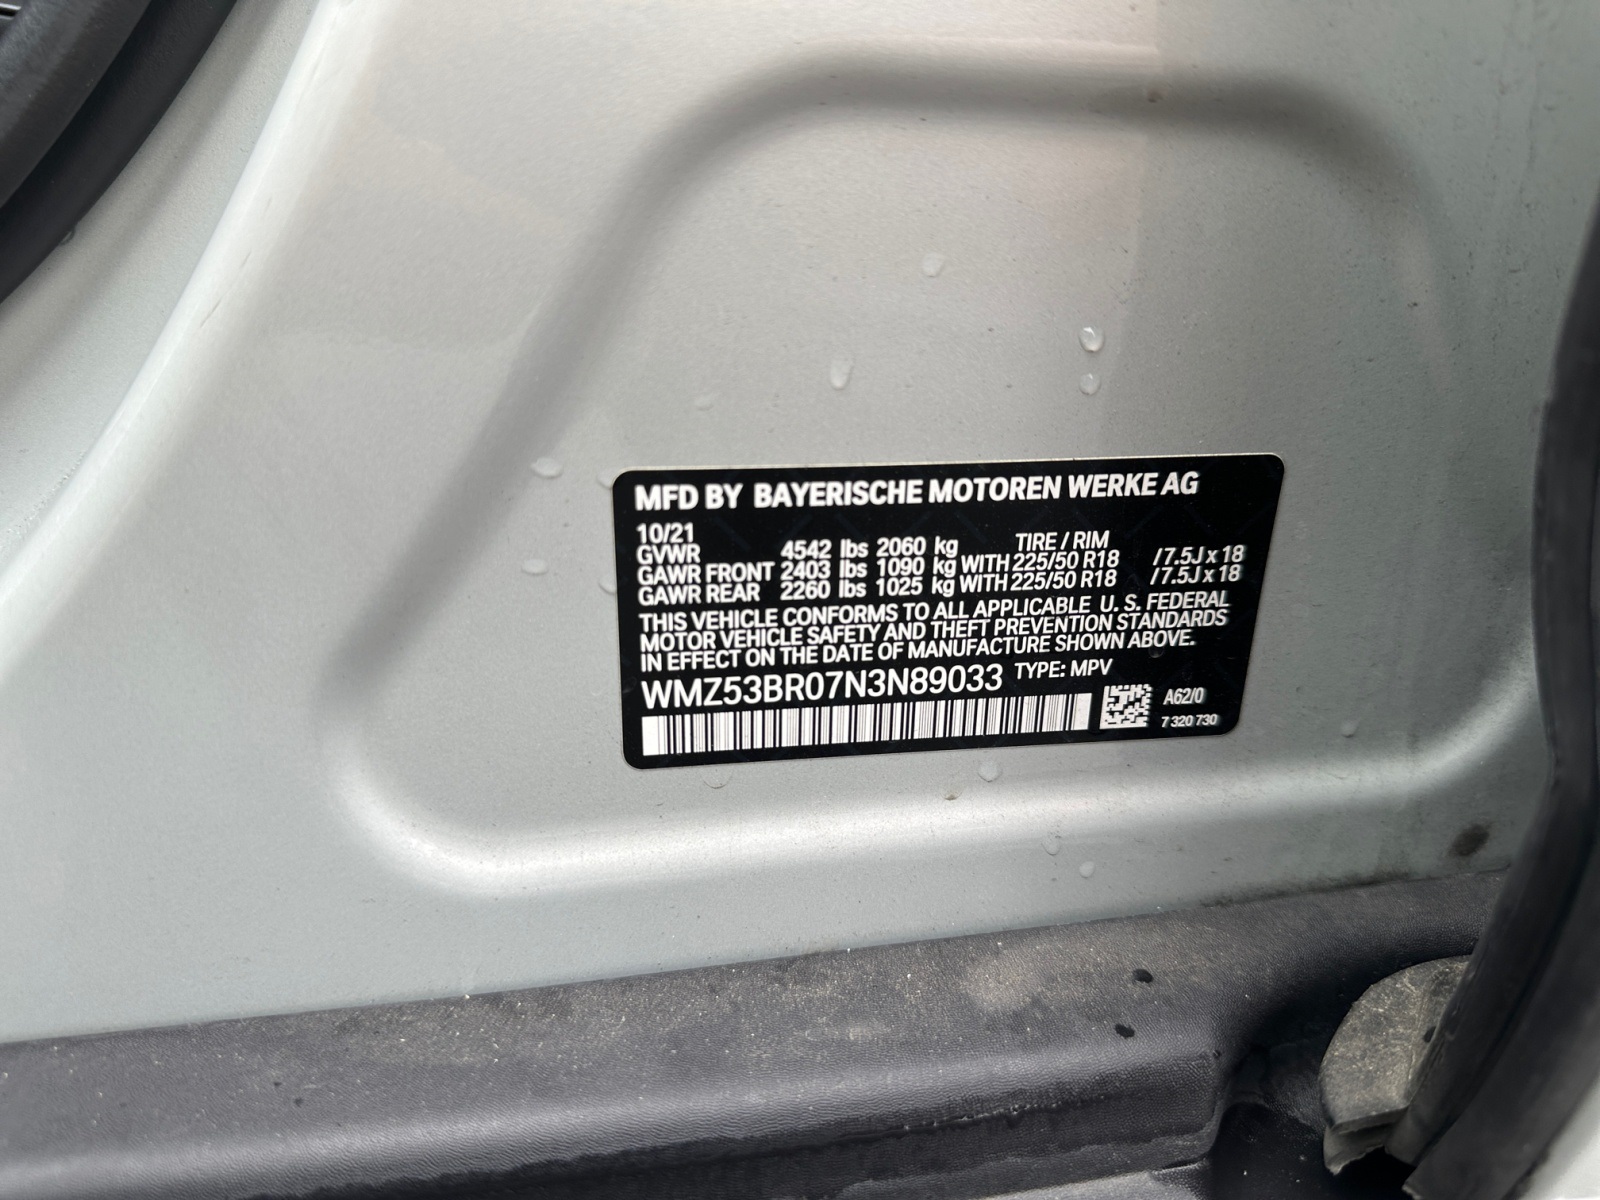 MFD BY BAYERISCHE MOTOREN WERKE AG
10/21 TIRE / RIM
GVWR 4542 lbs 2060 kg
GAWR FRONT 2403 lbs 1090 kg WITH 225/50 R18 /7.5J x 18
GAWR REAR 2260 lbs 1025 kg WITH 225/50 R18 /7.5J x 18
THIS VEHICLE CONFORMS TO ALL APPLICABLE U. S. FEDERAL
MOTOR VEHICLE SAFETY AND THEFT PREVENTION STANDARDS
IN EFFECT ON THE DATE OF MANUFACTURE SHOWN ABOVE.
WMZ53BR07N3N89033 TYPE: MPV
A62/0
7 320 730